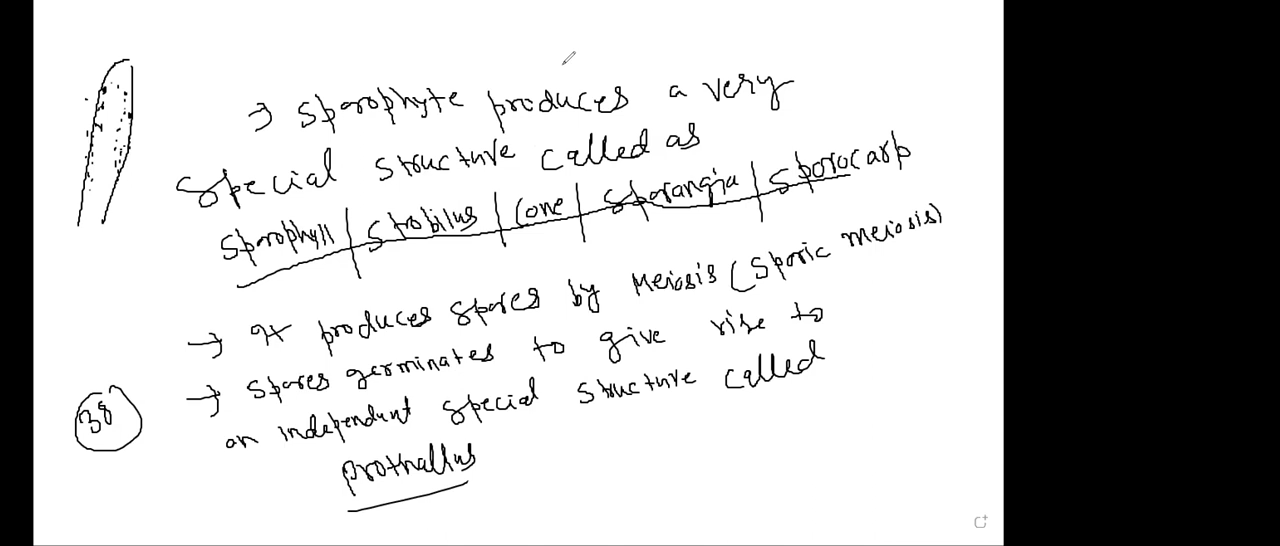 → Sporophyte produces a very
special structure called as
sporophyll / strobilus / cone / sporangia / sporocarp
→ It produces spores by Meiosis (sporic meiosis)
→ spores germinates to give rise to
an independent special structure called
prothallus
38